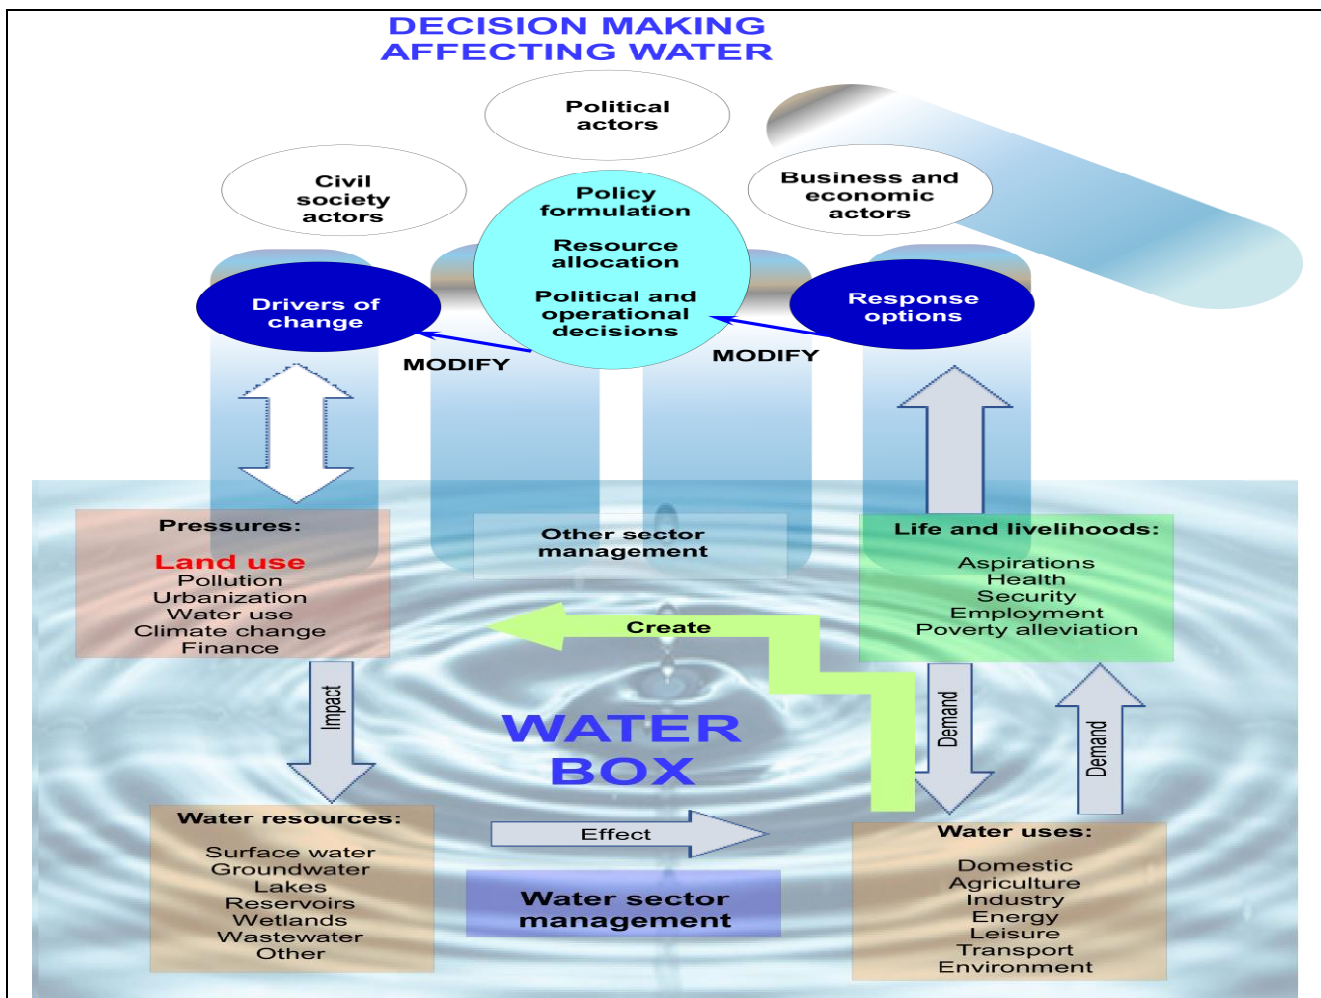 DECISION MAKING
AFFECTING WATER
Political
actors
Civil
society
actors
Business and
economic
actors
Policy
formulation
Resource
allocation
Political and
operational
decisions
Drivers of
change
Response
options
MODIFY
MODIFY
Pressures:
Land use
Pollution
Urbanization
Water use
Climate change
Finance
Other sector
management
Life and livelihoods:
Aspirations
Health
Security
Employment
Poverty alleviation
Create
Impact
WATER
BOX
Demand
Demand
Water resources:
Surface water
Groundwater
Lakes
Reservoirs
Wetlands
Wastewater
Other
Effect
Water sector
management
Water uses:
Domestic
Agriculture
Industry
Energy
Leisure
Transport
Environment